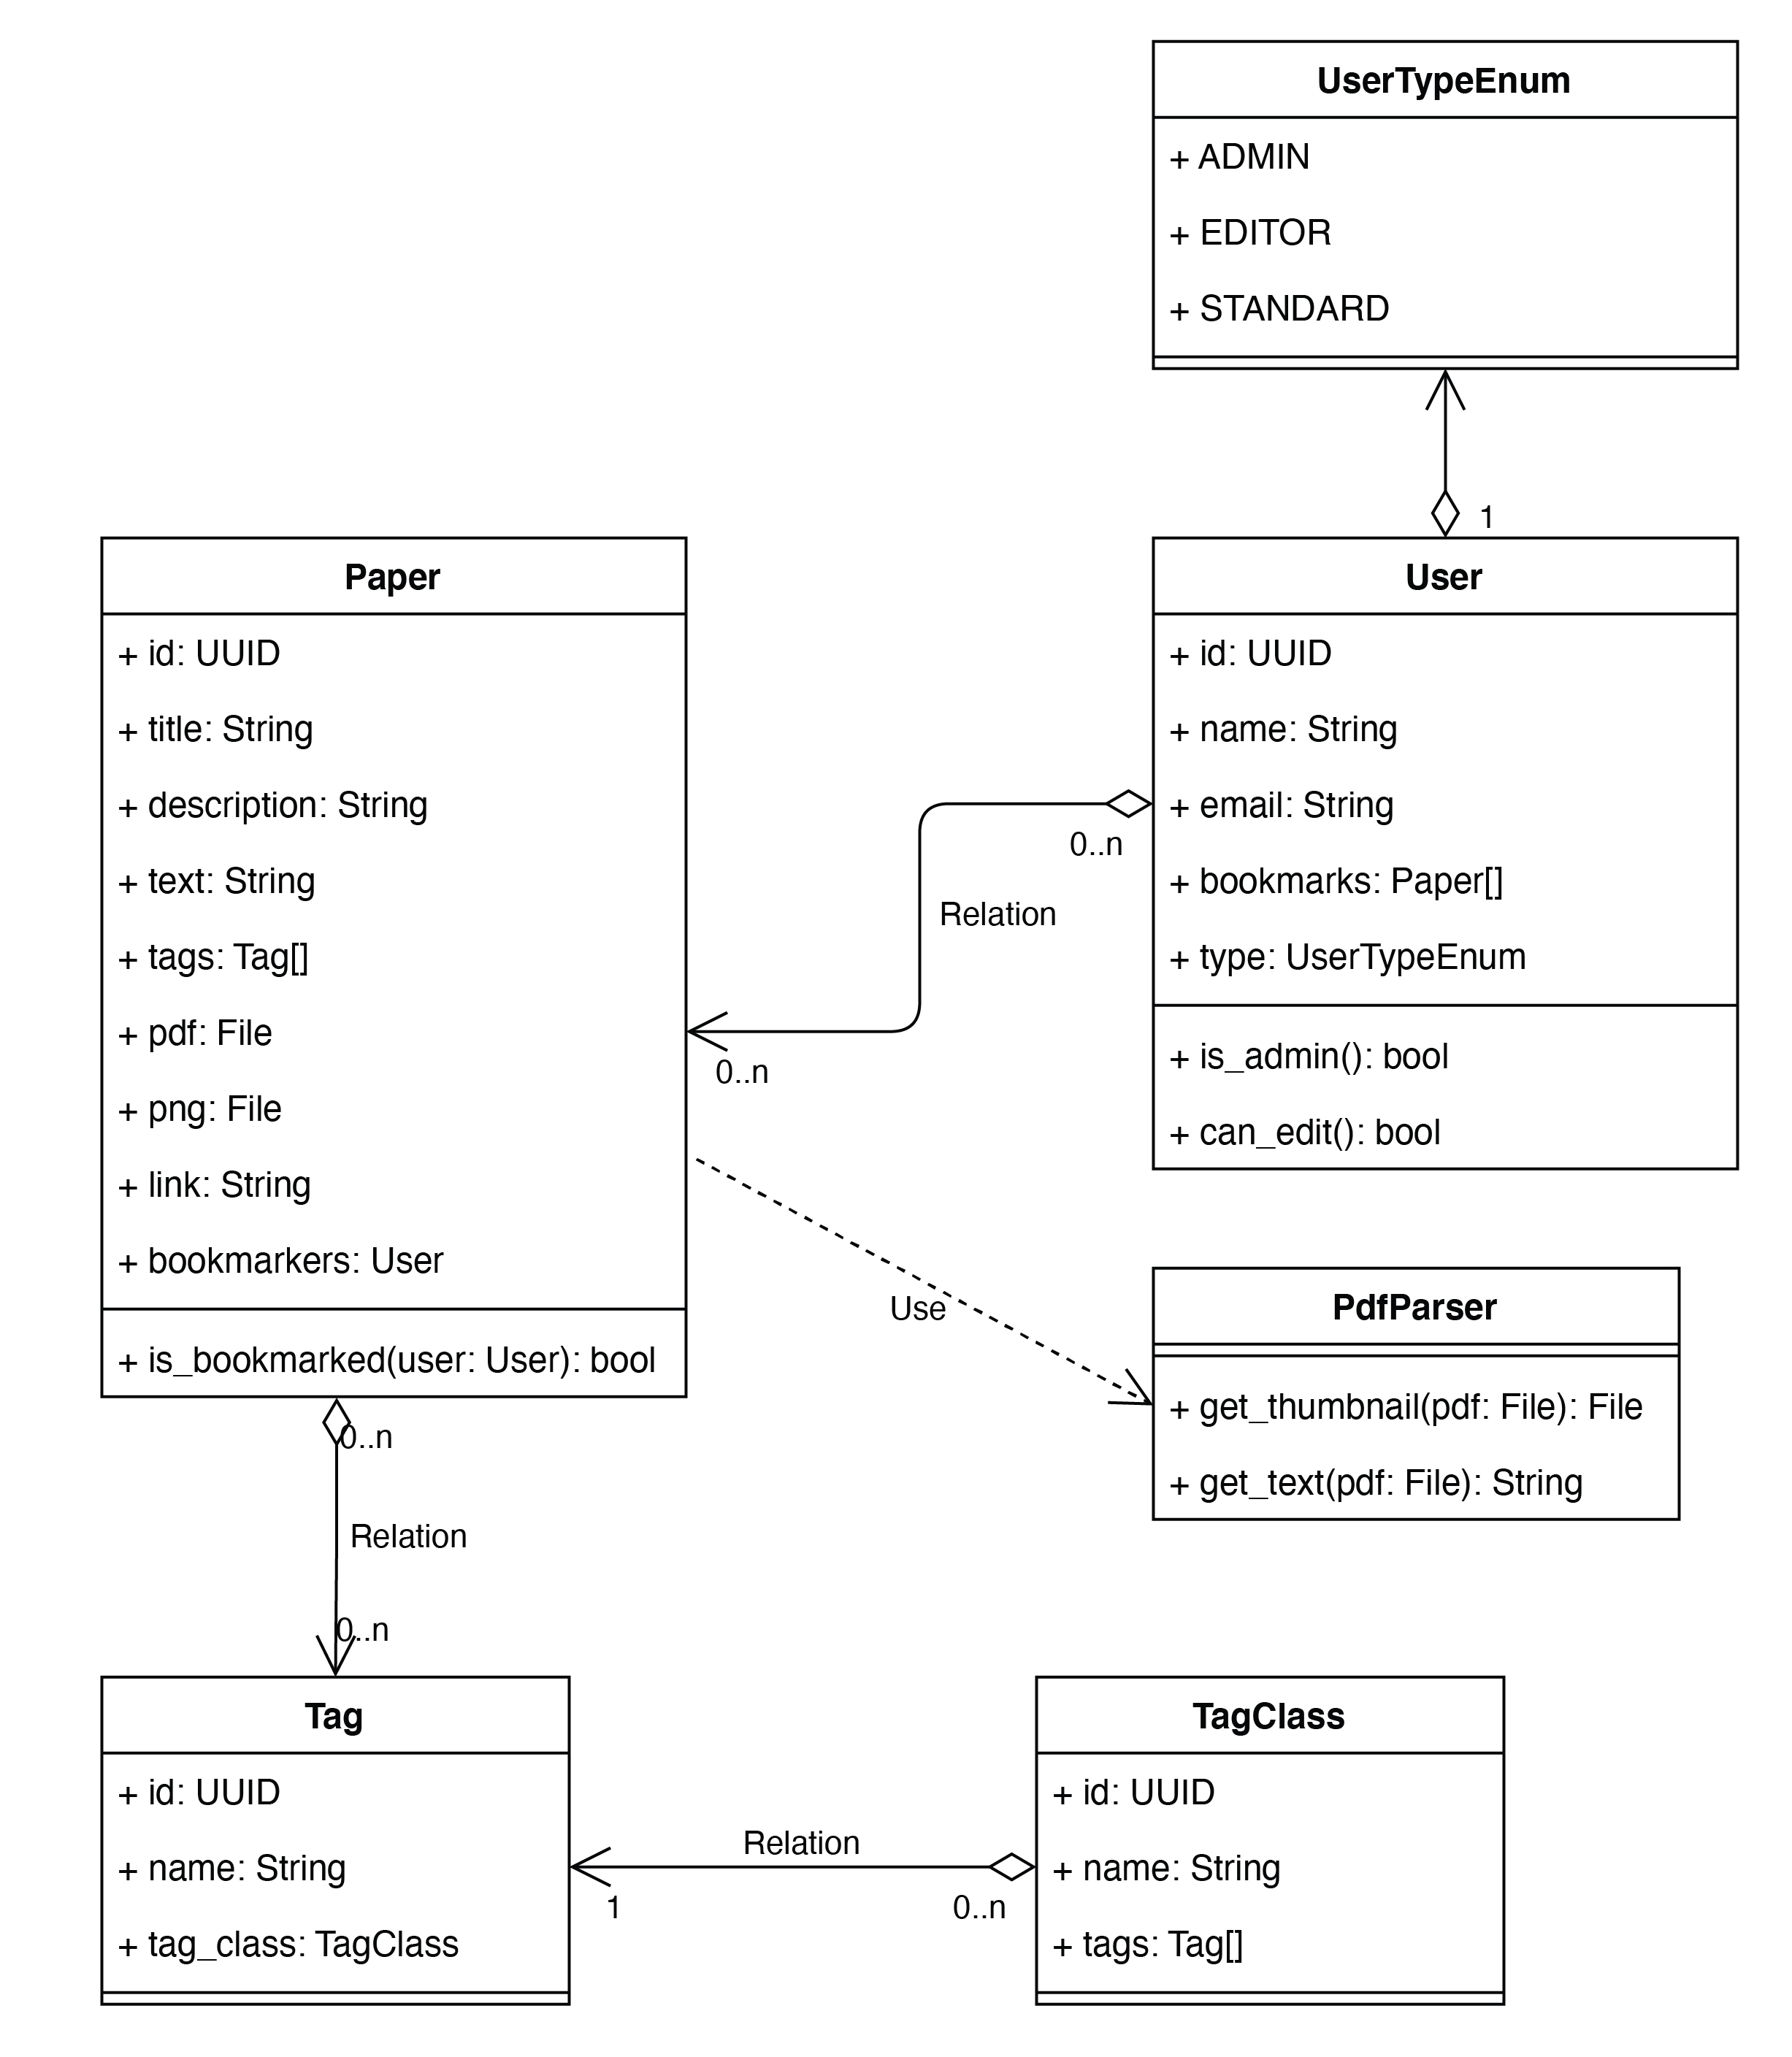 UserTypeEnum
+ ADMIN
+ EDITOR
+ STANDARD
1
User
+ id: UUID
+ name: String
+ email: String
+ bookmarks: Paper[]
+ type: UserTypeEnum
+ is_admin(): bool
+ can_edit(): bool
0..n
Relation
0..n
Paper
+ id: UUID
+ title: String
+ description: String
+ text: String
+ tags: Tag[]
+ pdf: File
+ png: File
+ link: String
+ bookmarkers: User
+ is_bookmarked(user: User): bool
Use
PdfParser
+ get_thumbnail(pdf: File): File
+ get_text(pdf: File): String
0..n
Relation
0..n
Tag
+ id: UUID
+ name: String
+ tag_class: TagClass
Relation
1
0..n
TagClass
+ id: UUID
+ name: String
+ tags: Tag[]